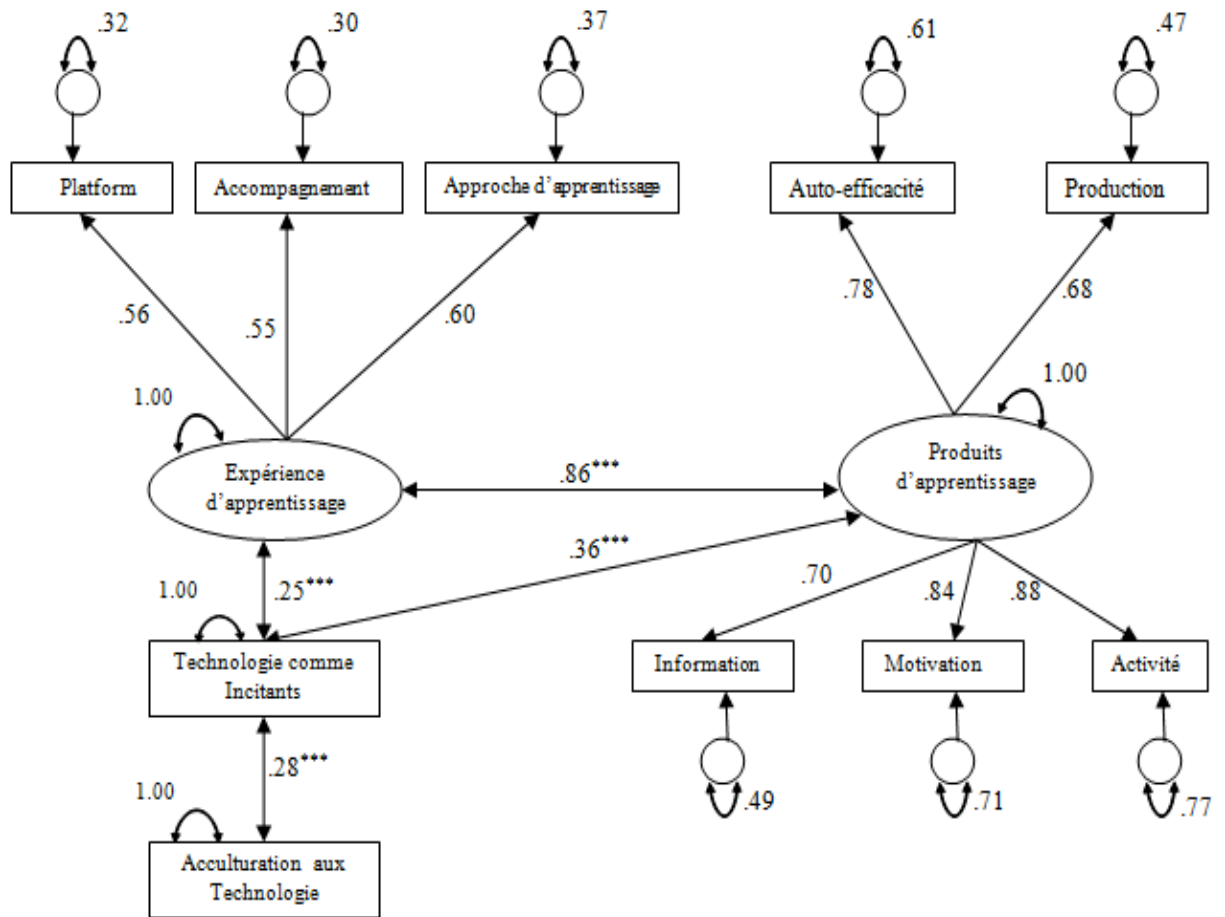 .32
.30
.37
.61
.47
Platform
Accompagnement
Approche d'apprentissage
Auto-efficacité
Production
.56
.55
.60
.78
.68
1.00
1.00
Expérience
d'apprentissage
Produits
d'apprentissage
.86***
.36***
1.00
.25***
.70
.84
.88
Technologie comme
Incitants
Information
Motivation
Activité
.28***
1.00
.49
.71
.77
Acculturation aux
Technologie